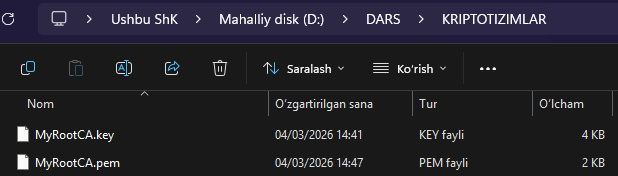 Ushbu ShK > Mahalliy disk (D:) > DARS > KRIPTOTIZIMLAR
Saralash Ko‘rish
Nom O‘zgartirilgan sana Tur O‘lcham
MyRootCA.key 04/03/2026 14:41 KEY fayli 4 KB
MyRootCA.pem 04/03/2026 14:47 PEM fayli 2 KB